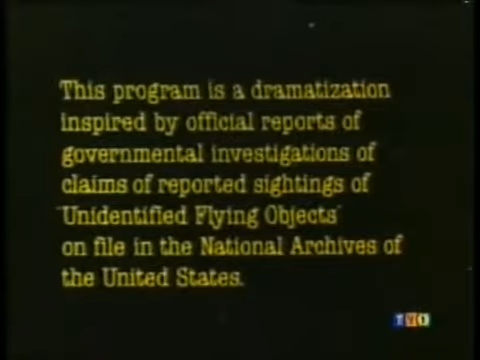 This program is a dramatization
inspired by official reports of
governmental investigations of
claims of reported sightings of
"Unidentified Flying Objects"
on file in the National Archives of
the United States.
TVO